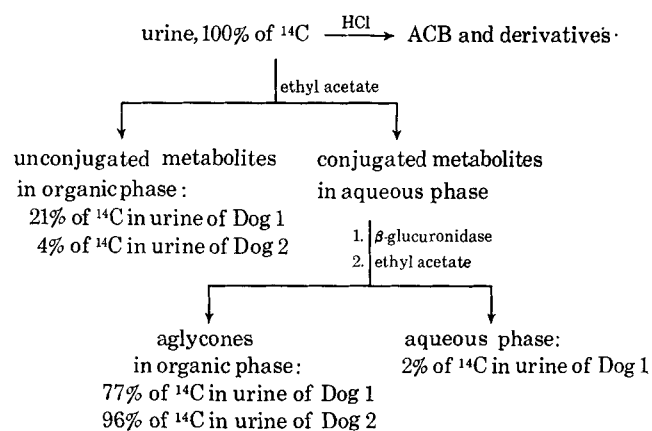 urine, 100% of ¹⁴C HCl ACB and derivatives·
ethyl acetate
unconjugated metabolites
in organic phase:
21% of ¹⁴C in urine of Dog 1
4% of ¹⁴C in urine of Dog 2
conjugated metabolites
in aqueous phase
1. β-glucuronidase
2. ethyl acetate
aglycones
in organic phase:
77% of ¹⁴C in urine of Dog 1
96% of ¹⁴C in urine of Dog 2
aqueous phase:
2% of ¹⁴C in urine of Dog 1